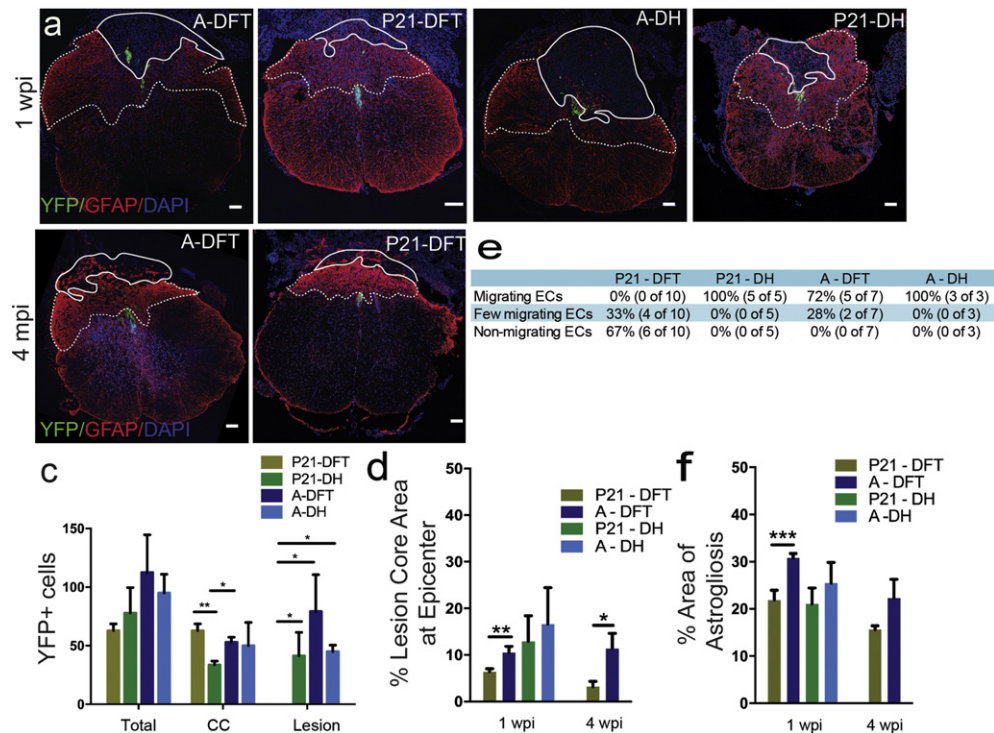 a
A-DFT
P21-DFT
A-DH
P21-DH
1 wpi
YFP/GFAP/DAPI
A-DFT
P21-DFT
4 mpi
YFP/GFAP/DAPI
e
P21 - DFT P21 - DH A - DFT A - DH
Migrating ECs 0% (0 of 10) 100% (5 of 5) 72% (5 of 7) 100% (3 of 3)
Few migrating ECs 33% (4 of 10) 0% (0 of 5) 28% (2 of 7) 0% (0 of 3)
Non-migrating ECs 67% (6 of 10) 0% (0 of 5) 0% (0 of 7) 0% (0 of 3)
c
P21-DFT
P21-DH
A-DFT
A-DH
YFP+ cells
150
100
50
0
** * * * *
Total CC Lesion
d
P21 - DFT
A - DFT
P21 - DH
A - DH
% Lesion Core Area
at Epicenter
50
40
30
20
10
0
** *
1 wpi 4 wpi
f
P21 - DFT
A - DFT
P21 - DH
A -DH
% Area of
Astrogliosis
50
40
30
20
10
0
***
1 wpi 4 wpi